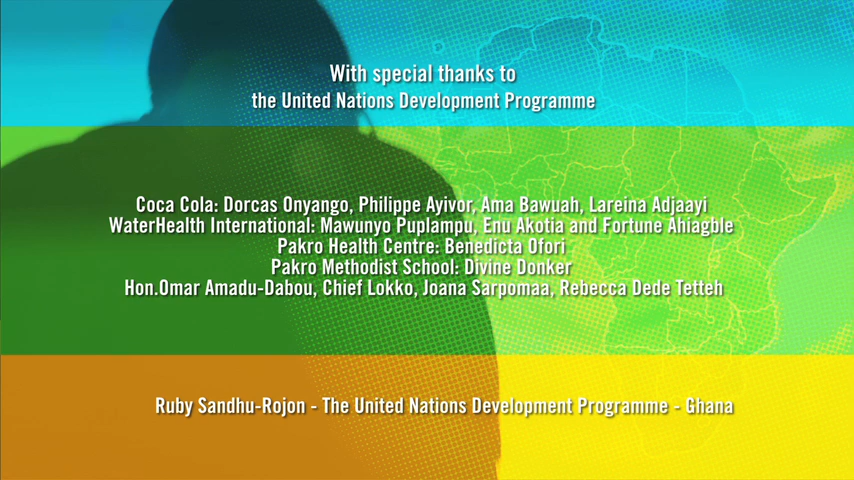 With special thanks to
the United Nations Development Programme
Coca Cola: Dorcas Onyango, Philippe Ayivor, Ama Bawuah, Lareina Adjaayi
WaterHealth International: Mawunyo Puplampu, Enu Akotia and Fortune Ahiagble
Pakro Health Centre: Benedicta Ofori
Pakro Methodist School: Divine Donker
Hon.Omar Amadu-Dabou, Chief Lokko, Joana Sarpomaa, Rebecca Dede Tetteh
Ruby Sandhu-Rojon - The United Nations Development Programme - Ghana